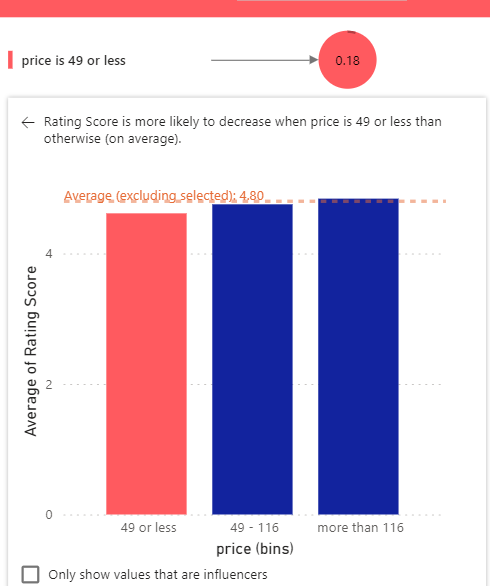 price is 49 or less
0.18
Rating Score is more likely to decrease when price is 49 or less than
otherwise (on average).
Average (excluding selected): 4.80
4
2
0
Average of Rating Score
49 or less
49 - 116
more than 116
price (bins)
Only show values that are influencers